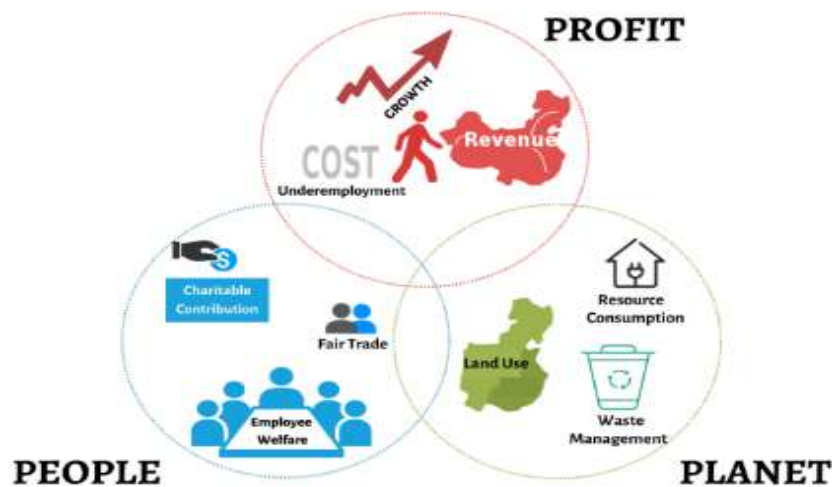 PROFIT
GROWTH
COST
Revenue
Underemployment
$
Charitable
Contribution
Resource
Consumption
Fair Trade
Land Use
Employee
Welfare
Waste
Management
PEOPLE
PLANET